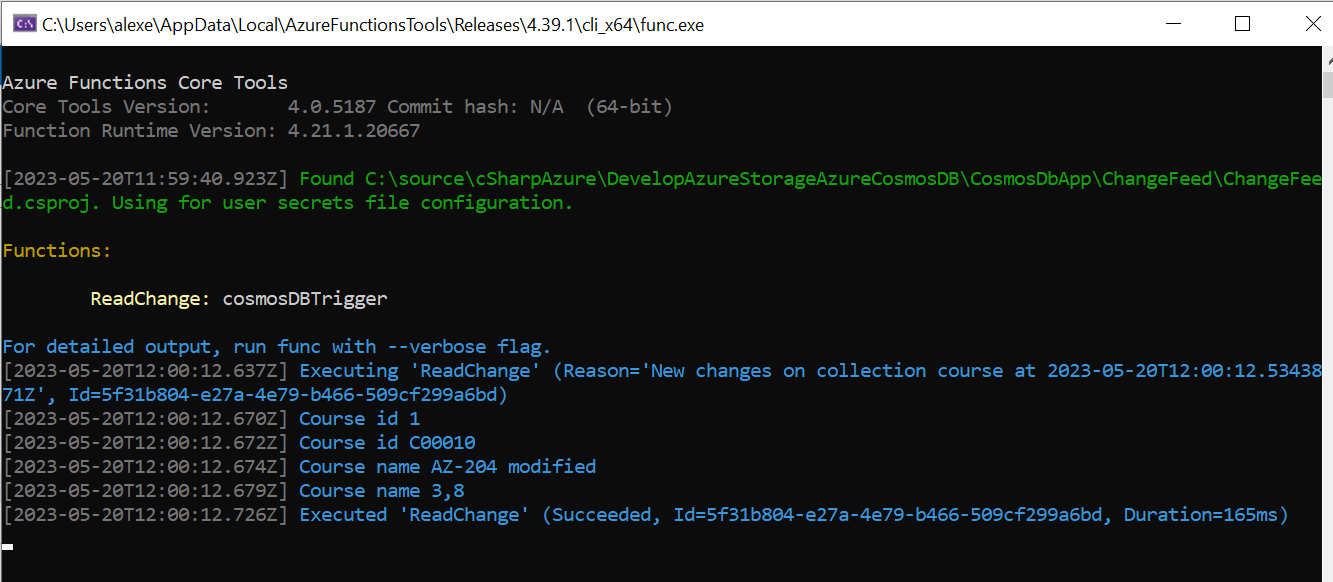 C:\Users\alexe\AppData\Local\AzureFunctionsTools\Releases\4.39.1\cli_x64\func.exe
Azure Functions Core Tools
Core Tools Version:       4.0.5187 Commit hash: N/A  (64-bit)
Function Runtime Version: 4.21.1.20667
[2023-05-20T11:59:40.923Z] Found C:\source\cSharpAzure\DevelopAzureStorageAzureCosmosDB\CosmosDbApp\ChangeFeed\ChangeFee
d.csproj. Using for user secrets file configuration.
Functions:
ReadChange: cosmosDBTrigger
For detailed output, run func with --verbose flag.
[2023-05-20T12:00:12.637Z] Executing 'ReadChange' (Reason='New changes on collection course at 2023-05-20T12:00:12.53438
71Z', Id=5f31b804-e27a-4e79-b466-509cf299a6bd)
[2023-05-20T12:00:12.670Z] Course id 1
[2023-05-20T12:00:12.672Z] Course id C00010
[2023-05-20T12:00:12.674Z] Course name AZ-204 modified
[2023-05-20T12:00:12.679Z] Course name 3,8
[2023-05-20T12:00:12.726Z] Executed 'ReadChange' (Succeeded, Id=5f31b804-e27a-4e79-b466-509cf299a6bd, Duration=165ms)